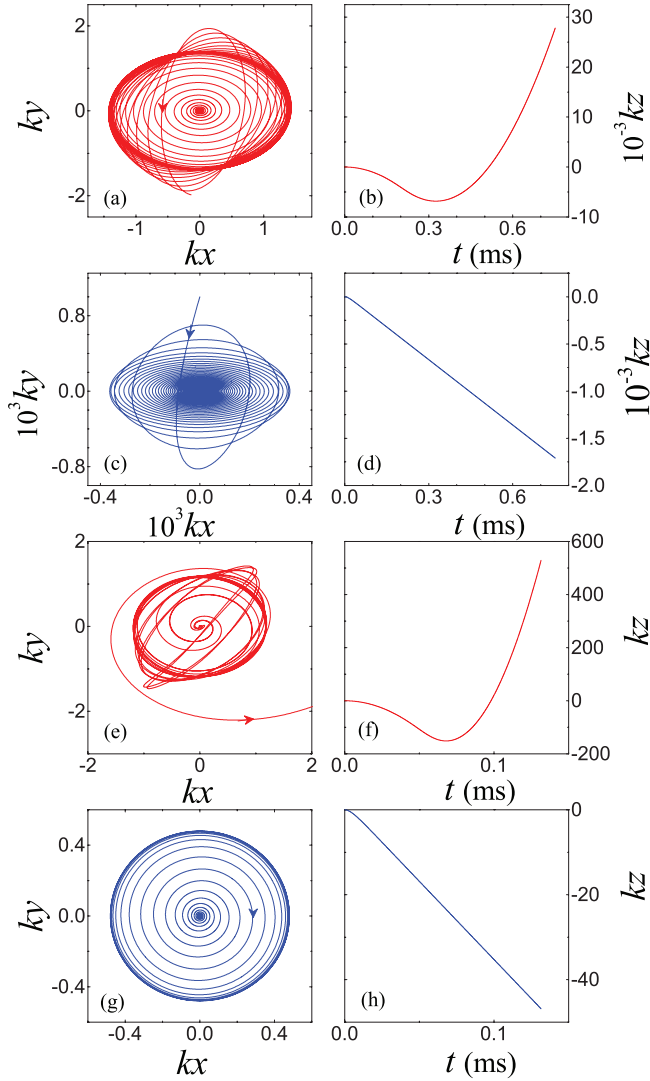 2
0
-2
ky
(a)
-1
0
1
kx
30
20
10
0
-10
10⁻³kz
(b)
0.0
0.3
0.6
t (ms)
0.8
0.0
-0.8
10³ky
(c)
-0.4
0.0
0.4
10³kx
0.0
-0.5
-1.0
-1.5
-2.0
10⁻³kz
(d)
0.0
0.3
0.6
t (ms)
2
0
-2
ky
(e)
-2
0
2
kx
600
400
200
0
-200
kz
(f)
0.0
0.1
t (ms)
0.4
0.0
-0.4
ky
(g)
-0.4
0.0
0.4
kx
0
-20
-40
kz
(h)
0.0
0.1
t (ms)